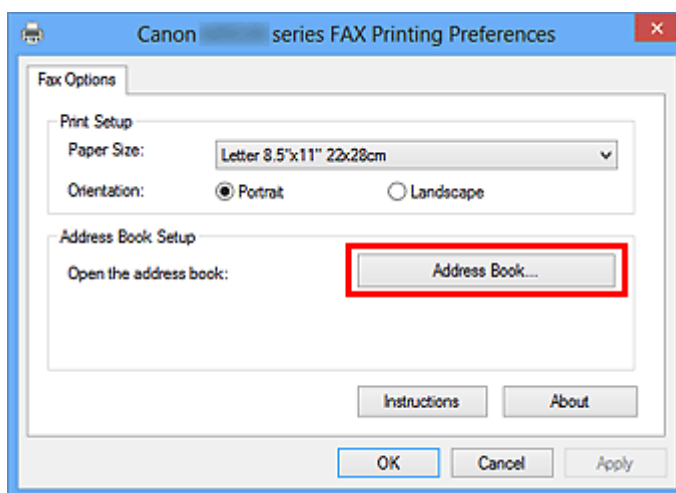 Canon series FAX Printing Preferences
Fax Options
Print Setup
Paper Size: Letter 8.5"x11" 22x28cm
Orientation: Portrait Landscape
Address Book Setup
Open the address book: Address Book...
Instructions About
OK Cancel Apply